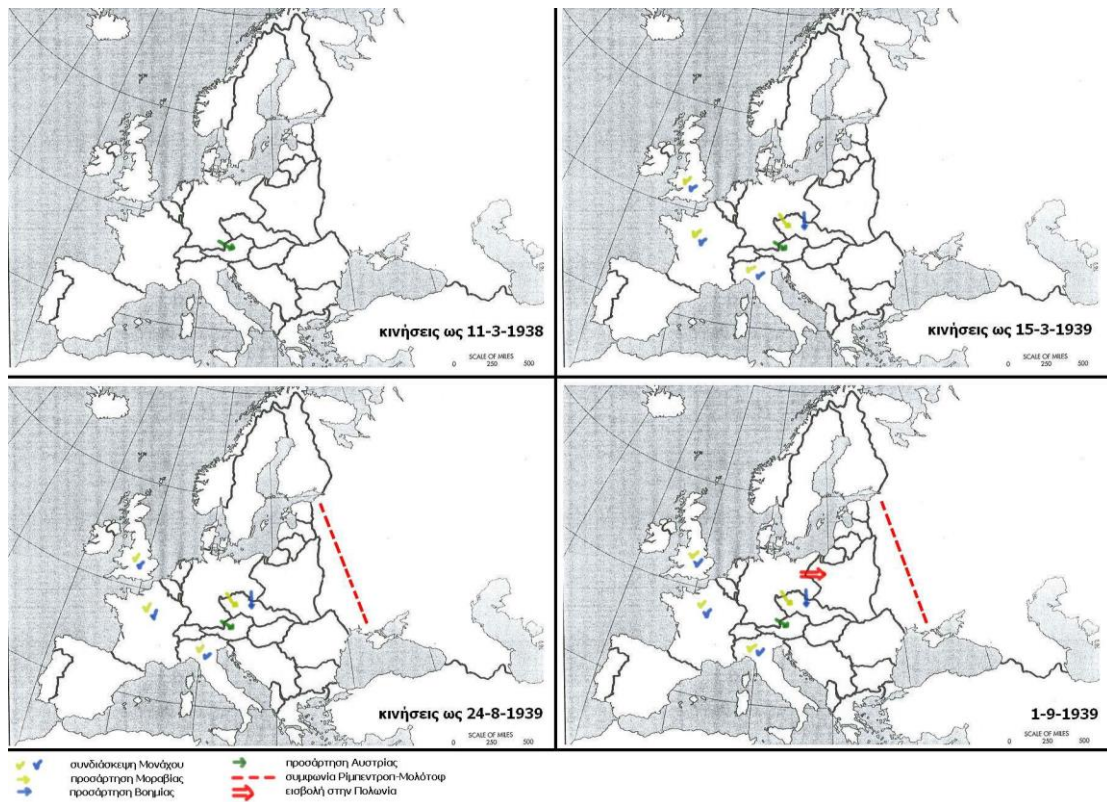 κινήσεις ως 11-3-1938
SCALE OF MILES
0 250 500
κινήσεις ως 15-3-1939
SCALE OF MILES
0 250 500
κινήσεις ως 24-8-1939
SCALE OF MILES
0 250 500
1-9-1939
SCALE OF MILES
0 250 500
συνδιάσκεψη Μονάχου
προσάρτηση Μοραβίας
προσάρτηση Βοημίας
προσάρτηση Αυστρίας
συμφωνία Ρίμπεντροπ-Μολότοφ
εισβολή στην Πολωνία